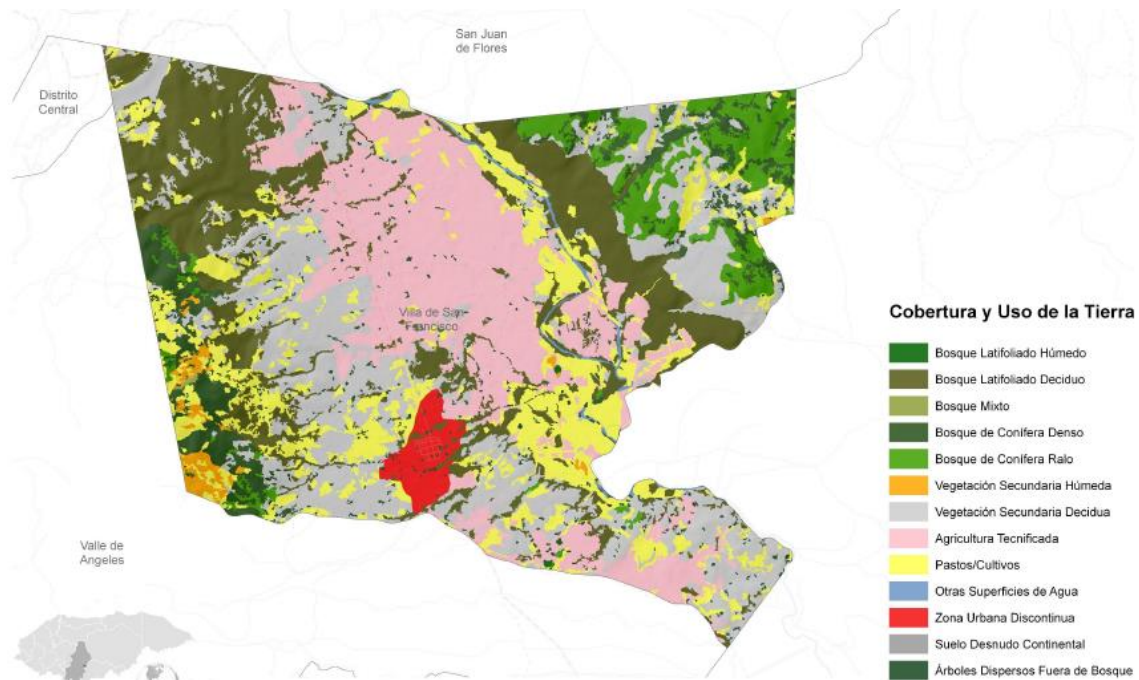 San Juan
de Flores
Distrito
Central
Villa de San
Francisco
Valle de
Angeles
Cobertura y Uso de la Tierra
Bosque Latifoliado Húmedo
Bosque Latifoliado Deciduo
Bosque Mixto
Bosque de Conífera Denso
Bosque de Conífera Ralo
Vegetación Secundaria Húmeda
Vegetación Secundaria Decidua
Agricultura Tecnificada
Pastos/Cultivos
Otras Superficies de Agua
Zona Urbana Discontinua
Suelo Desnudo Continental
Árboles Dispersos Fuera de Bosque